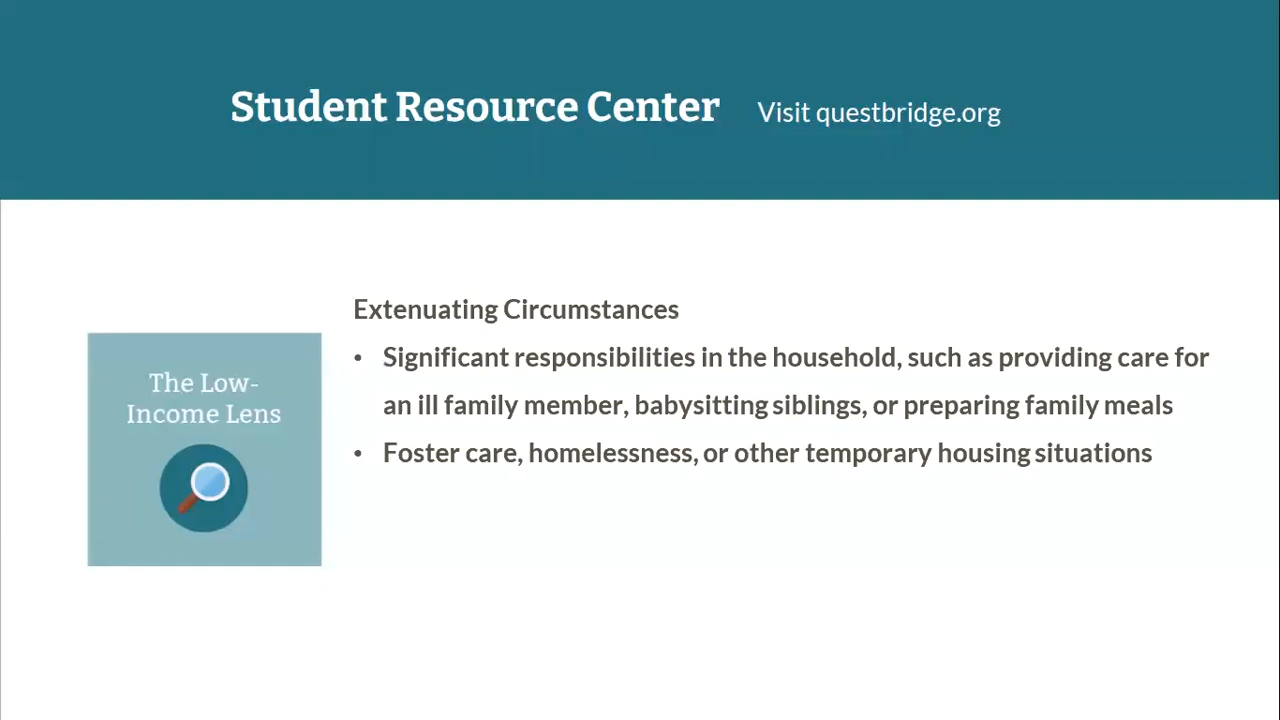 Student Resource Center Visit questbridge.org
Extenuating Circumstances
• Significant responsibilities in the household, such as providing care for
an ill family member, babysitting siblings, or preparing family meals
• Foster care, homelessness, or other temporary housing situations
The Low-
Income Lens